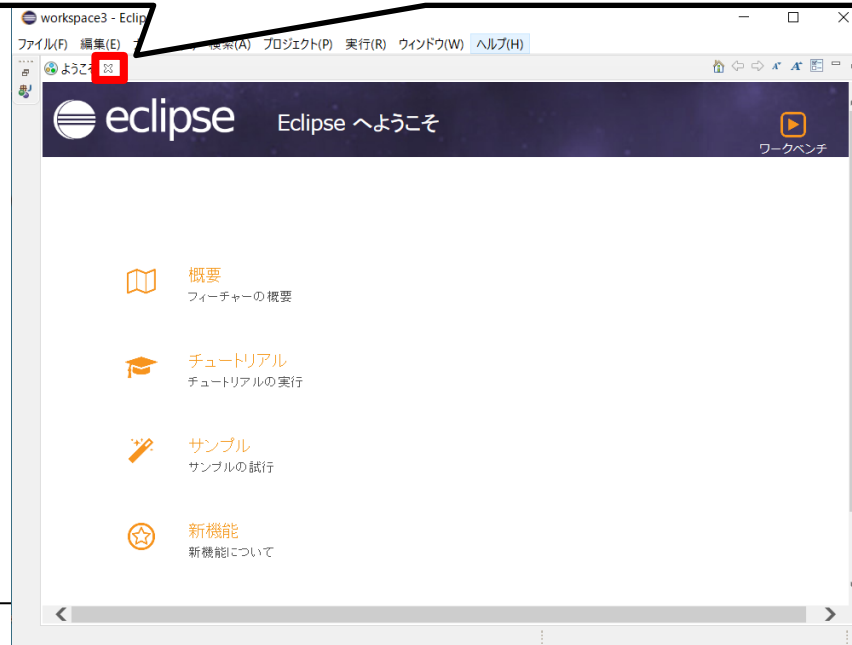 workspace3 - Eclip
ファイル(F) 編集(E) 検索(A) プロジェクト(P) 実行(R) ウィンドウ(W) ヘルプ(H)
ようこそ
eclipse Eclipse へようこそ
ワークベンチ
概要
フィーチャーの概要
チュートリアル
チュートリアルの実行
サンプル
サンプルの試行
新機能
新機能について